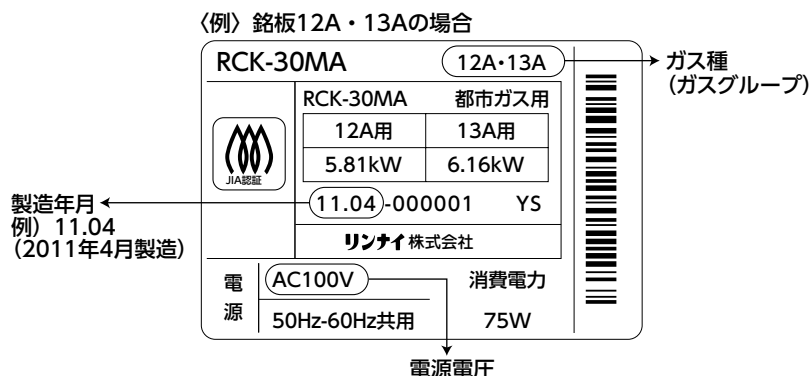 〈例〉銘板12A・13Aの場合
RCK-30MA 12A・13A
ガス種
(ガスグループ)
RCK-30MA 都市ガス用
12A用 13A用
5.81kW 6.16kW
JIA認証
製造年月
例）11.04
(2011年4月製造)
11.04-000001 YS
リンナイ株式会社
電源
AC100V 消費電力
50Hz-60Hz共用 75W
電源電圧